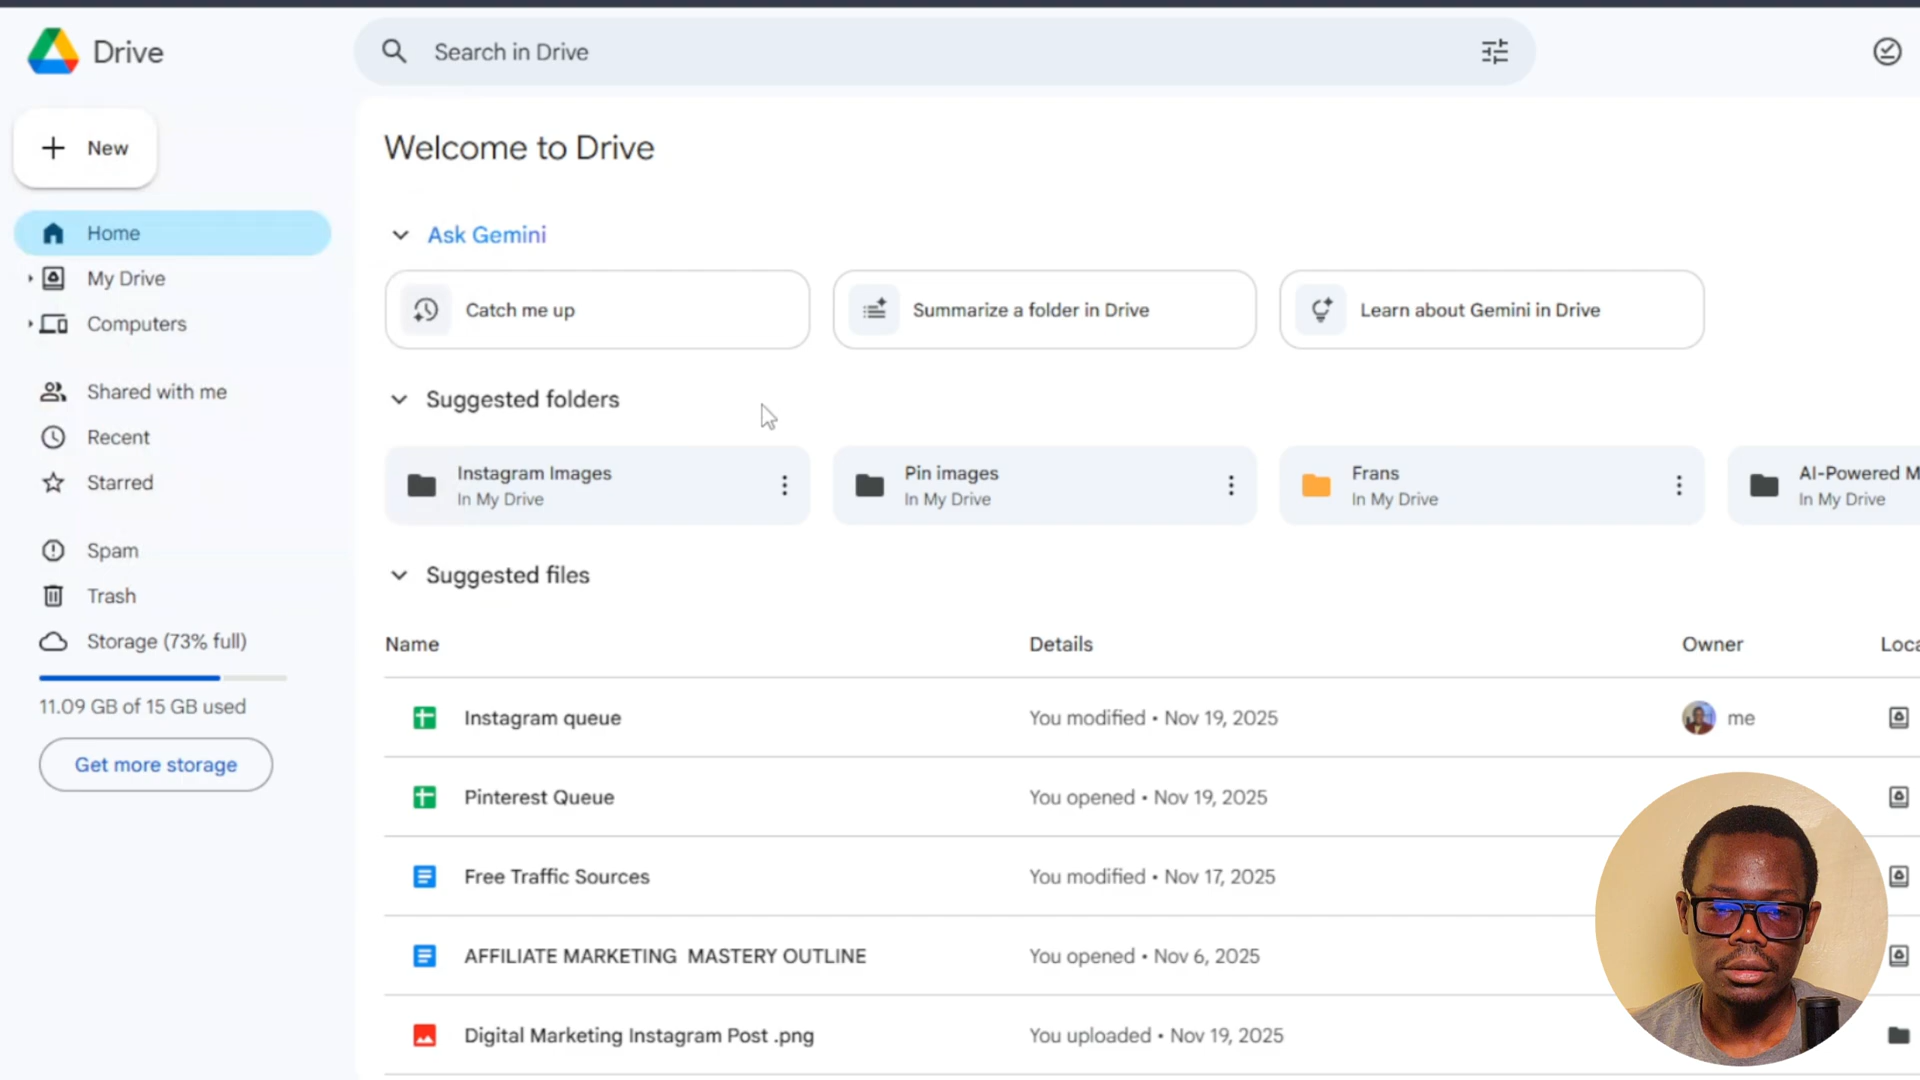 Drive
Search in Drive
New
Welcome to Drive
Home
My Drive
Computers
Shared with me
Recent
Starred
Spam
Trash
Storage (73% full)
11.09 GB of 15 GB used
Get more storage
Ask Gemini
Catch me up
Summarize a folder in Drive
Learn about Gemini in Drive
Suggested folders
Instagram Images
In My Drive
Pin images
In My Drive
Frans
In My Drive
AI-Powered M
In My Drive
Suggested files
Name Details Owner Loca
Instagram queue You modified • Nov 19, 2025 me
Pinterest Queue You opened • Nov 19, 2025
Free Traffic Sources You modified • Nov 17, 2025
AFFILIATE MARKETING  MASTERY OUTLINE You opened • Nov 6, 2025
Digital Marketing Instagram Post .png You uploaded • Nov 19, 2025